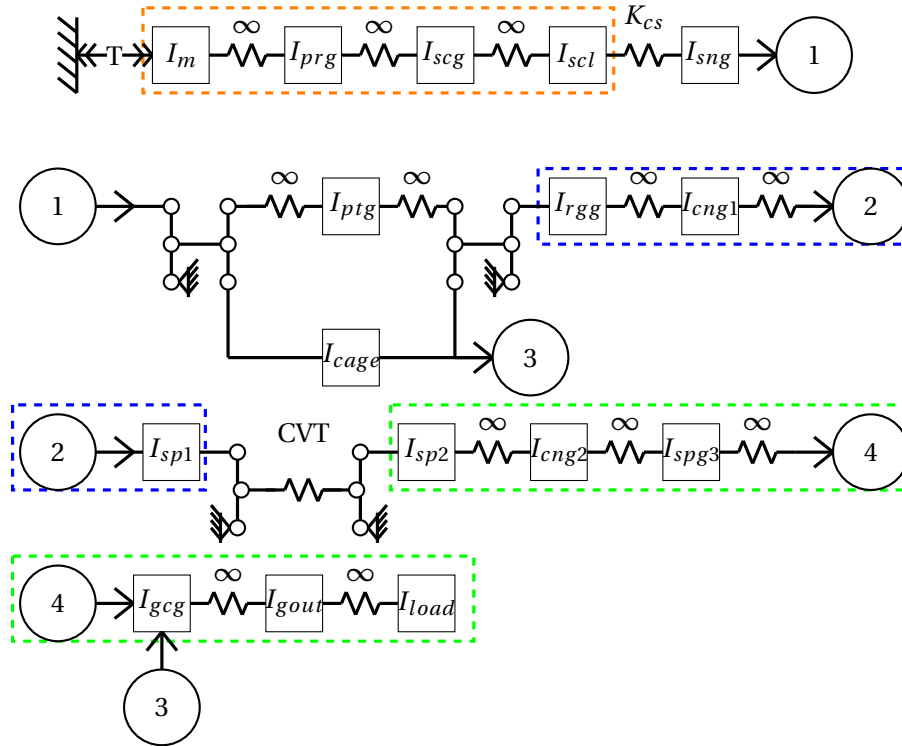 ∞ ∞ ∞ K_cs
T I_m I_prg I_scg I_scl I_sng 1
∞ ∞ ∞ ∞
1 I_ptg I_rgg I_cng1 2
I_cage 3
CVT ∞ ∞ ∞
2 I_sp1 I_sp2 I_cng2 I_spg3 4
∞ ∞
4 I_gcg I_gout I_load
3